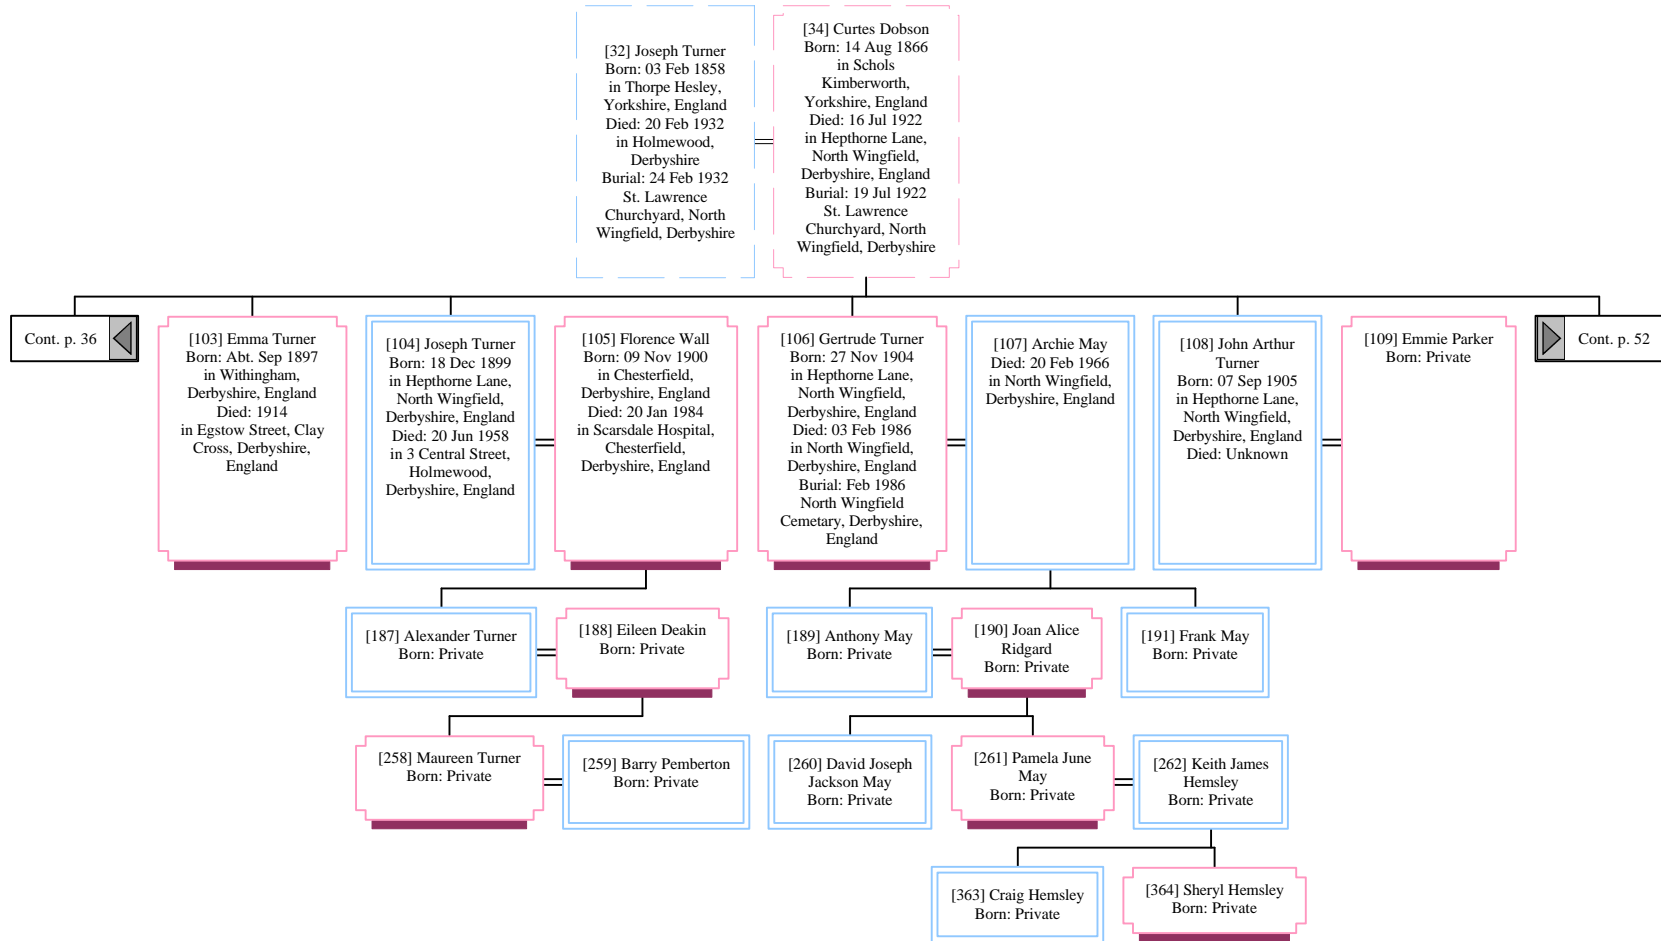 [32] Joseph Turner
Born: 03 Feb 1858
in Thorpe Hesley,
Yorkshire, England
Died: 20 Feb 1932
in Holmewood,
Derbyshire
Burial: 24 Feb 1932
St. Lawrence
Churchyard, North
Wingfield, Derbyshire
[34] Curtes Dobson
Born: 14 Aug 1866
in Schols
Kimberworth,
Yorkshire, England
Died: 16 Jul 1922
in Hepthorne Lane,
North Wingfield,
Derbyshire, England
Burial: 19 Jul 1922
St. Lawrence
Churchyard, North
Wingfield, Derbyshire
Cont. p. 36
[103] Emma Turner
Born: Abt. Sep 1897
in Withingham,
Derbyshire, England
Died: 1914
in Egstow Street, Clay
Cross, Derbyshire,
England
[104] Joseph Turner
Born: 18 Dec 1899
in Hepthorne Lane,
North Wingfield,
Derbyshire, England
Died: 20 Jun 1958
in 3 Central Street,
Holmewood,
Derbyshire, England
[105] Florence Wall
Born: 09 Nov 1900
in Chesterfield,
Derbyshire, England
Died: 20 Jan 1984
in Scarsdale Hospital,
Chesterfield,
Derbyshire, England
[106] Gertrude Turner
Born: 27 Nov 1904
in Hepthorne Lane,
North Wingfield,
Derbyshire, England
Died: 03 Feb 1986
in North Wingfield,
Derbyshire, England
Burial: Feb 1986
North Wingfield
Cemetary, Derbyshire,
England
[107] Archie May
Died: 20 Feb 1966
in North Wingfield,
Derbyshire, England
[108] John Arthur
Turner
Born: 07 Sep 1905
in Hepthorne Lane,
North Wingfield,
Derbyshire, England
Died: Unknown
[109] Emmie Parker
Born: Private
Cont. p. 52
[187] Alexander Turner
Born: Private
[188] Eileen Deakin
Born: Private
[189] Anthony May
Born: Private
[190] Joan Alice
Ridgard
Born: Private
[191] Frank May
Born: Private
[258] Maureen Turner
Born: Private
[259] Barry Pemberton
Born: Private
[260] David Joseph
Jackson May
Born: Private
[261] Pamela June
May
Born: Private
[262] Keith James
Hemsley
Born: Private
[363] Craig Hemsley
Born: Private
[364] Sheryl Hemsley
Born: Private